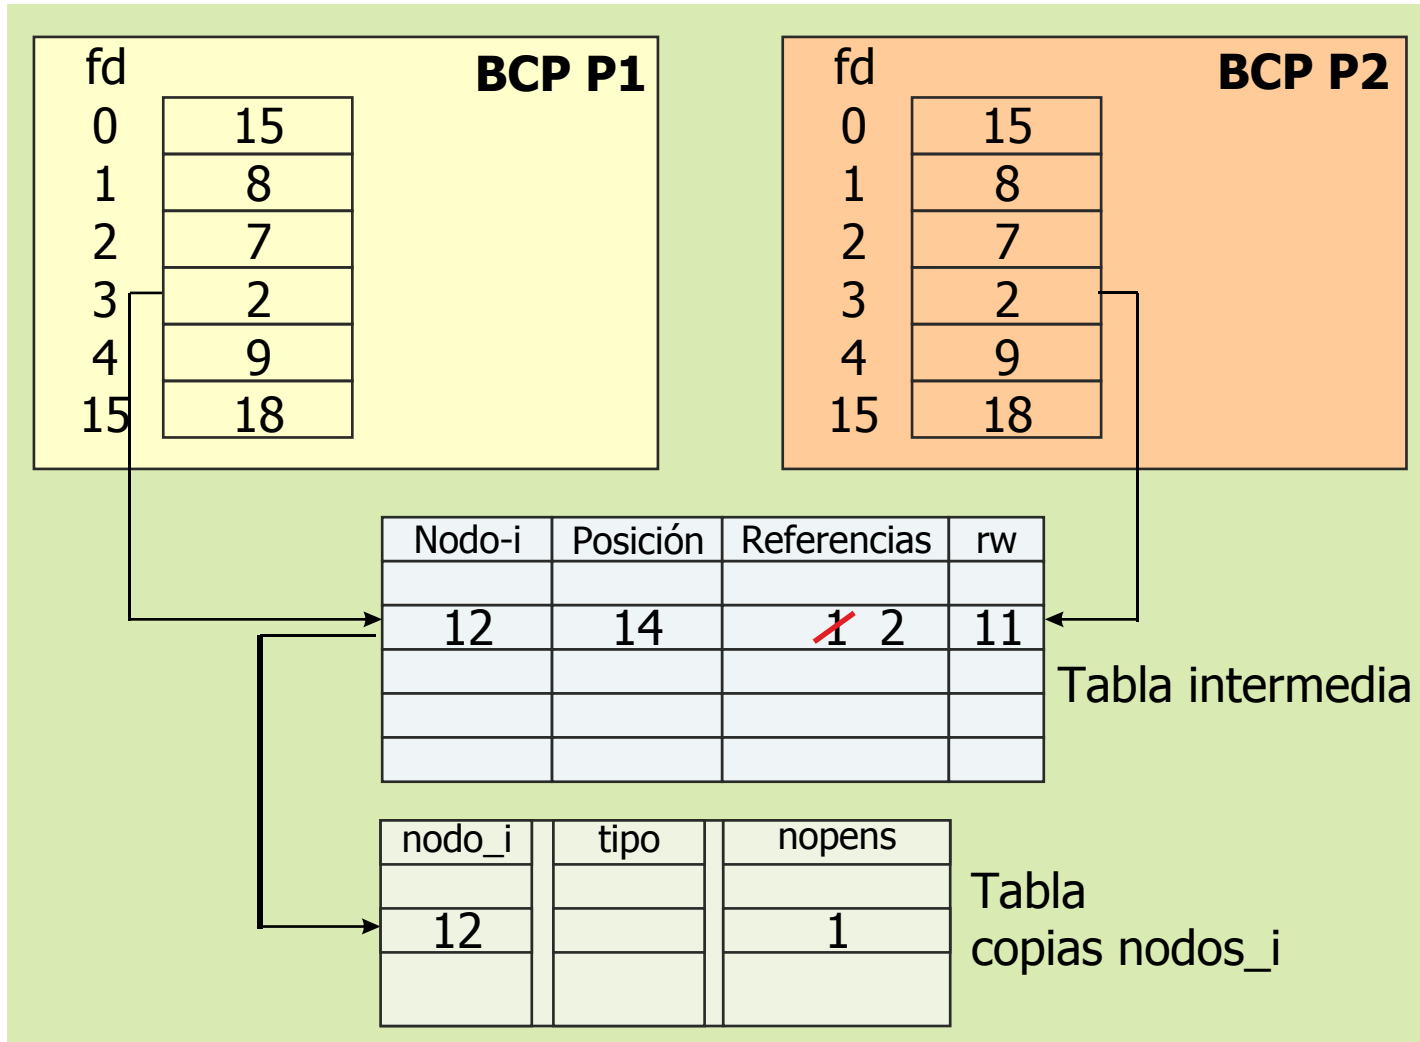 fd BCP P1
0 15
1 8
2 7
3 2
4 9
15 18
fd BCP P2
0 15
1 8
2 7
3 2
4 9
15 18
Nodo-i Posición Referencias rw
12 14 1 2 11
Tabla intermedia
nodo_i tipo nopens
12 1
Tabla
copias nodos_i